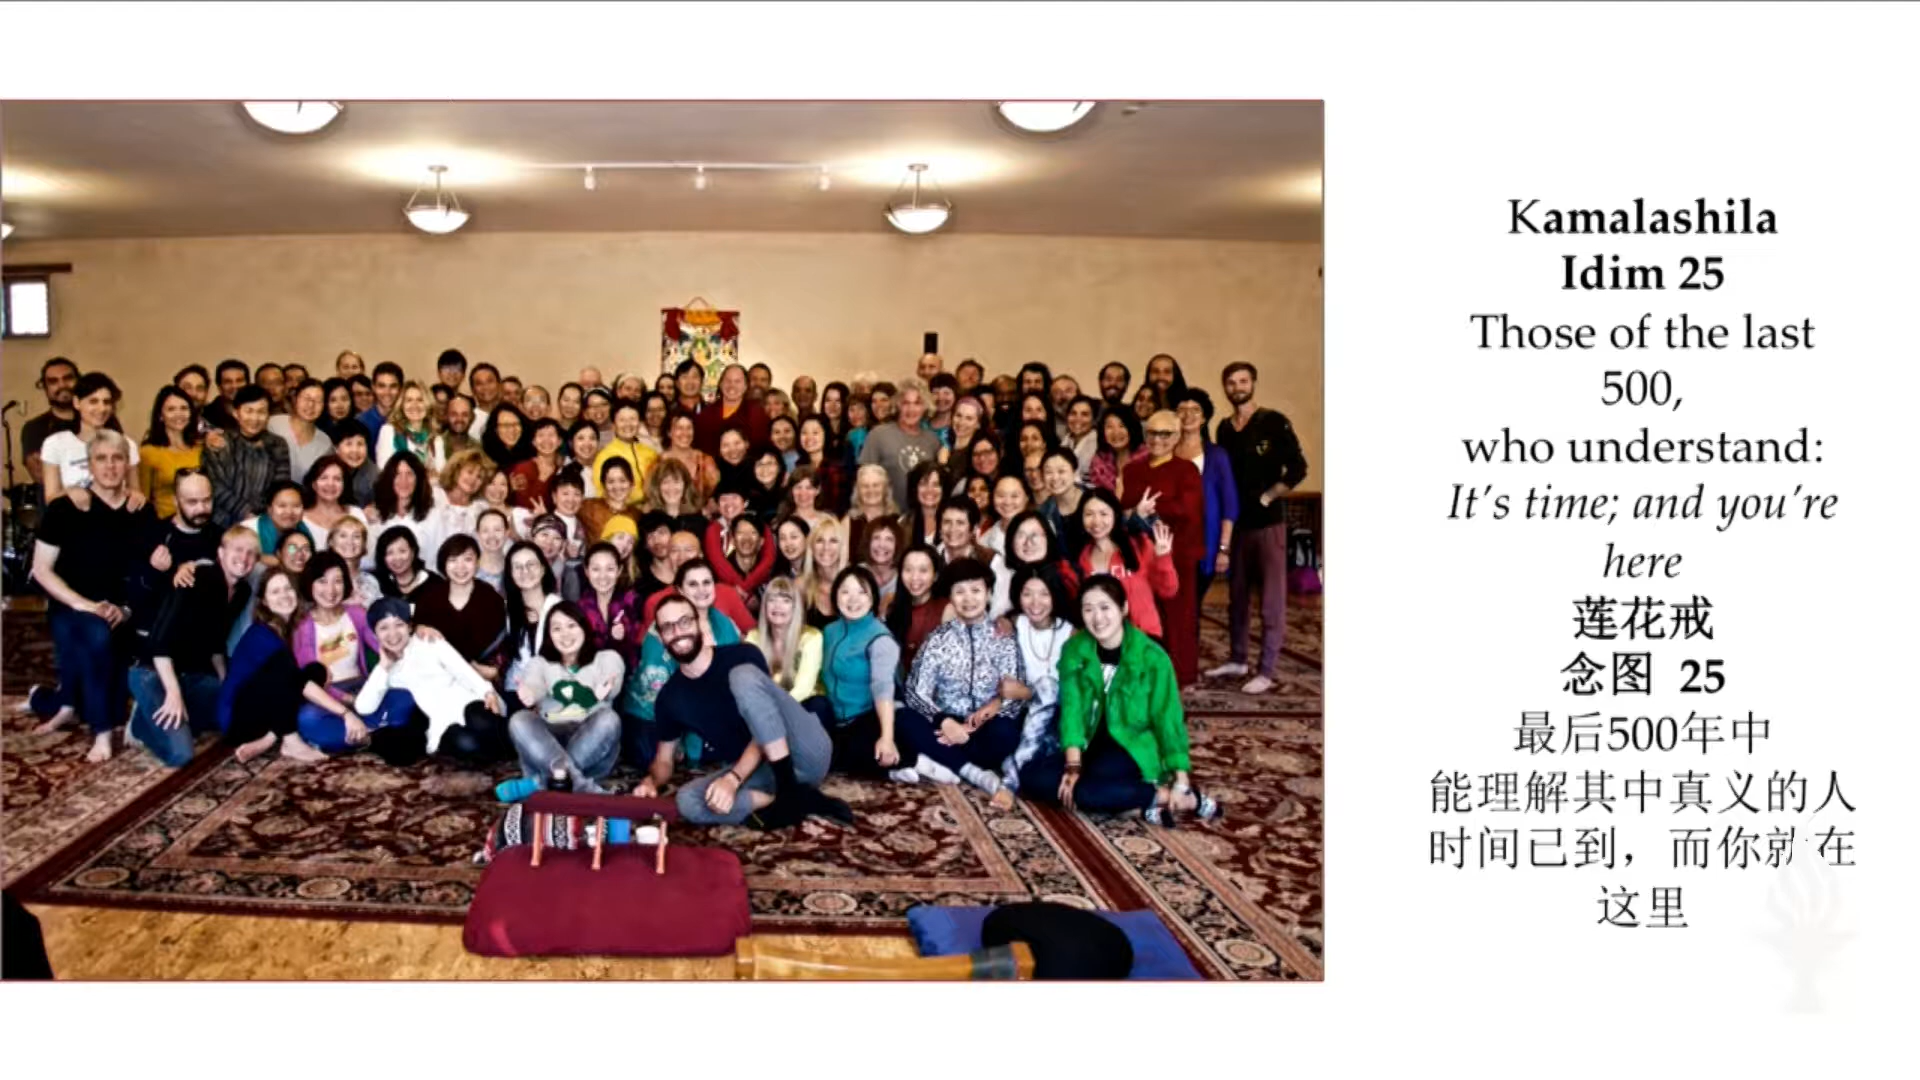 Kamalashila
Idim 25
Those of the last
500,
who understand:
It’s time; and you’re
here
莲花戒
念图 25
最后500年中
能理解其中真义的人
时间已到，而你就在
这里